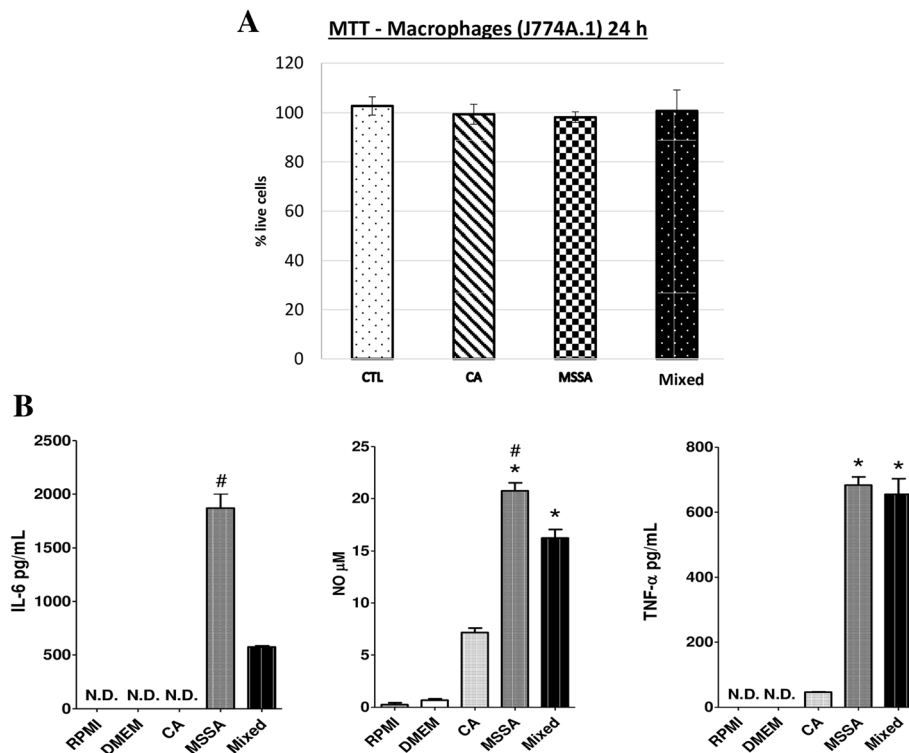 A
MTT - Macrophages (J774A.1) 24 h
120
100
80
60
40
20
0
% live cells
CTL CA MSSA Mixed
B
2500
2000
1500
1000
500
0
IL-6 pg/mL
#
N.D. N.D. N.D.
RPMI DMEM CA MSSA Mixed
25
20
15
10
5
0
NO µM
#
* *
RPMI DMEM CA MSSA Mixed
800
600
400
200
0
TNF-α pg/mL
* *
N.D. N.D.
RPMI DMEM CA MSSA Mixed